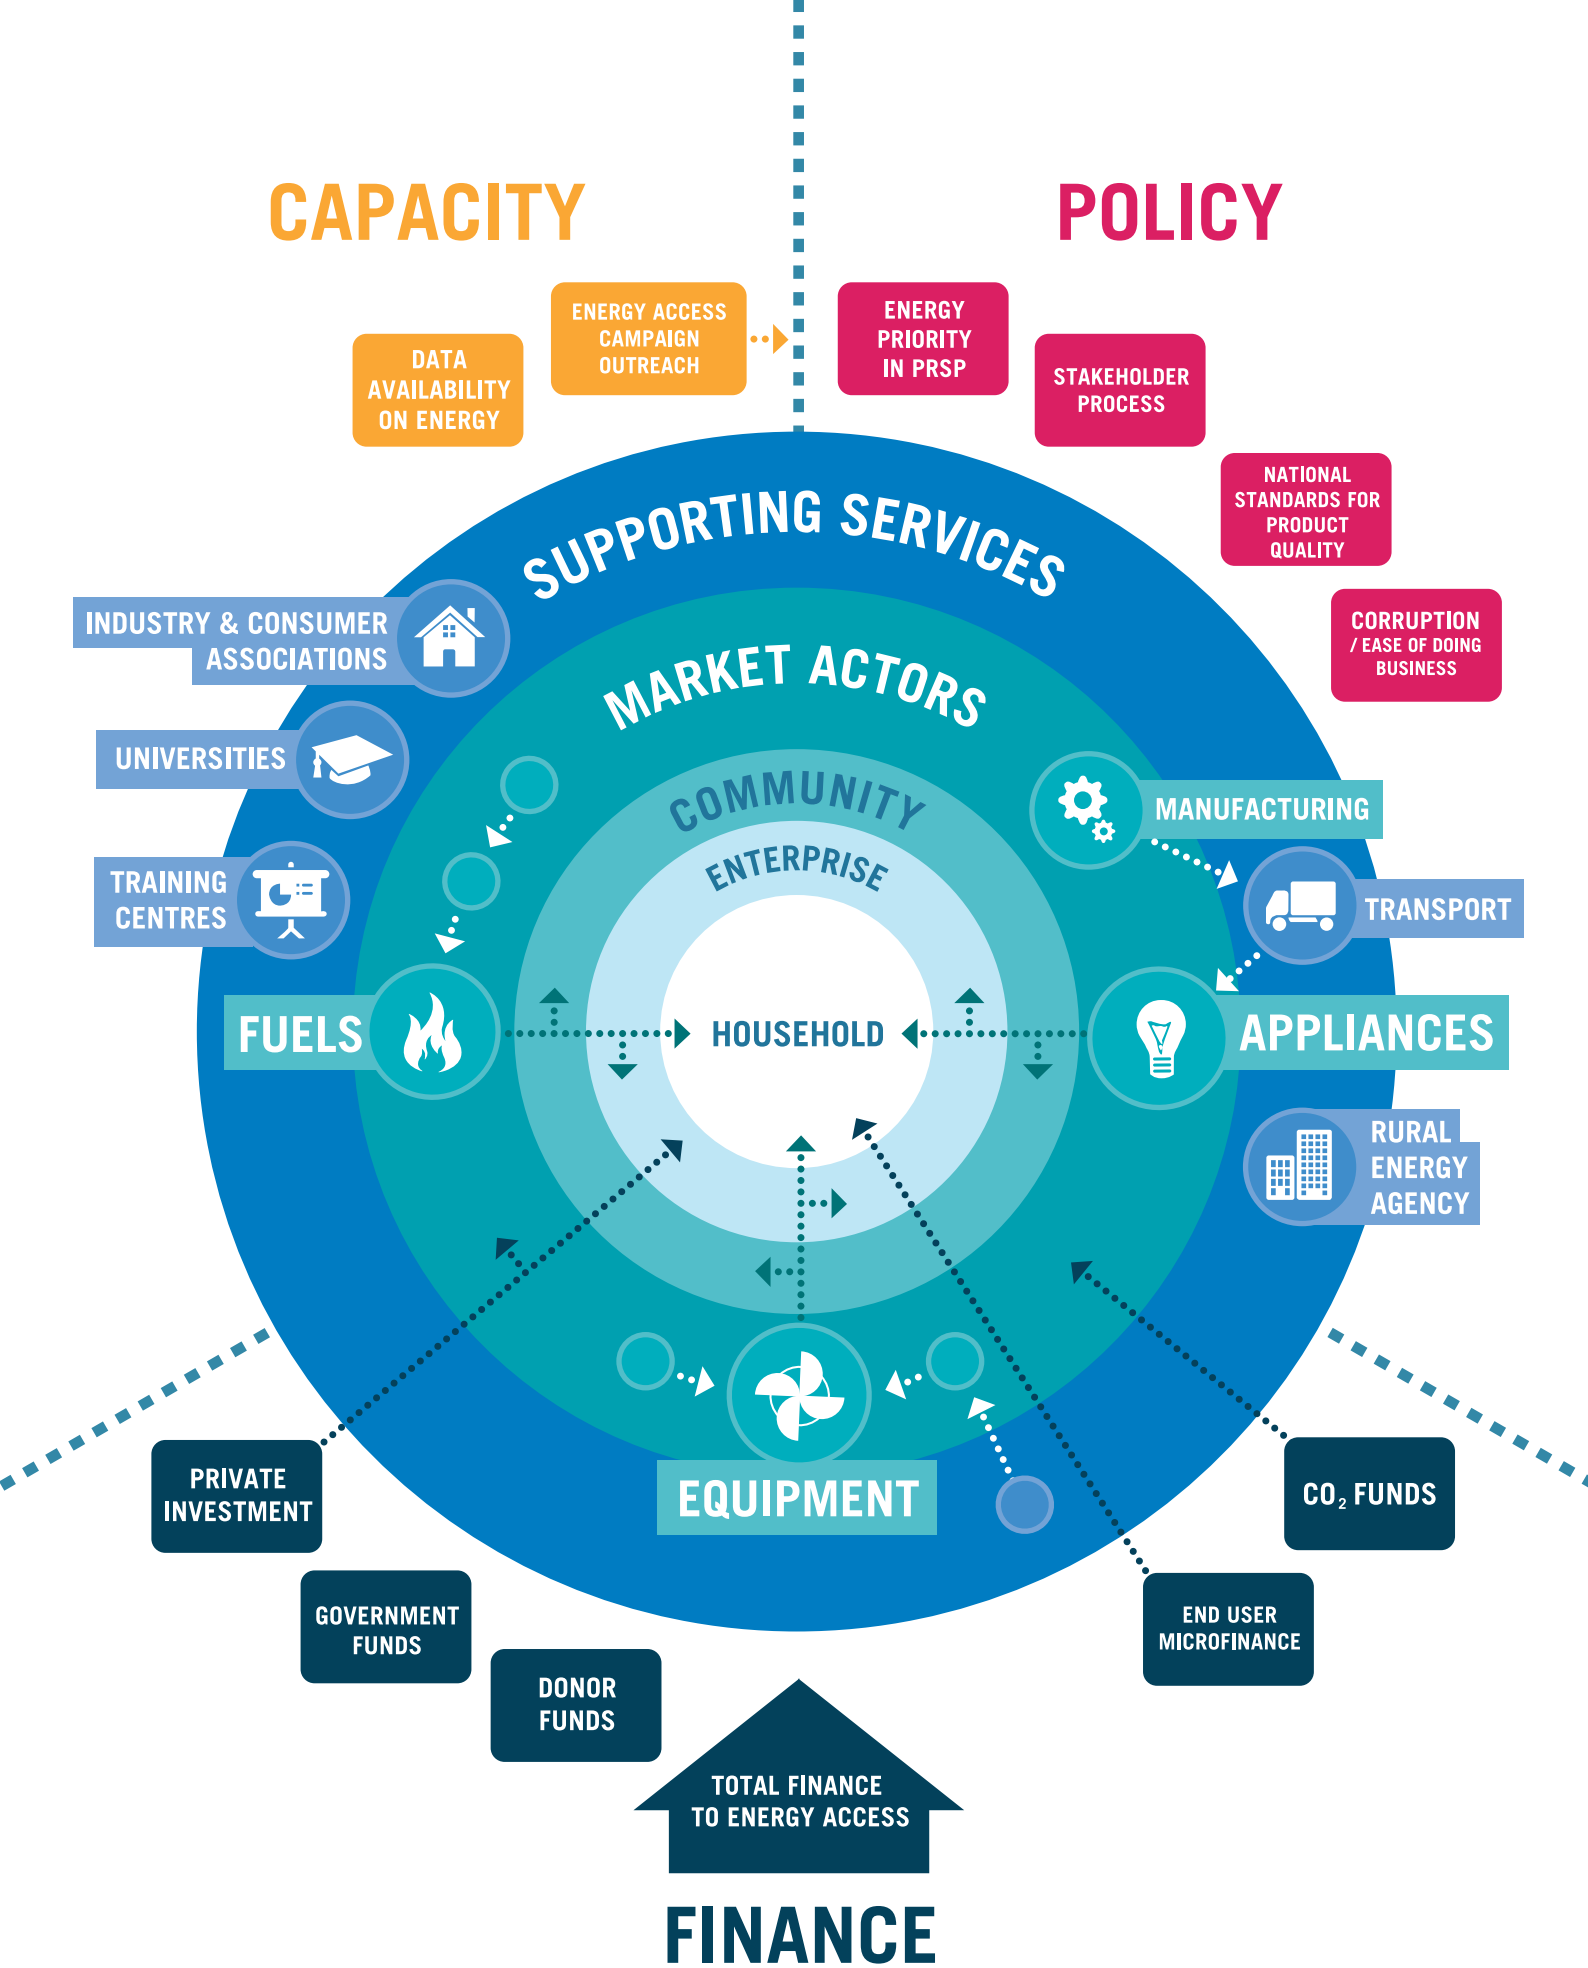 CAPACITY
POLICY
ENERGY ACCESS
CAMPAIGN
OUTREACH
DATA
AVAILABILITY
ON ENERGY
ENERGY
PRIORITY
IN PRSP
STAKEHOLDER
PROCESS
NATIONAL
STANDARDS FOR
PRODUCT
QUALITY
CORRUPTION
/ EASE OF DOING
BUSINESS
SUPPORTING SERVICES
MARKET ACTORS
COMMUNITY
ENTERPRISE
HOUSEHOLD
INDUSTRY & CONSUMER
ASSOCIATIONS
UNIVERSITIES
TRAINING
CENTRES
FUELS
MANUFACTURING
TRANSPORT
APPLIANCES
RURAL
ENERGY
AGENCY
EQUIPMENT
PRIVATE
INVESTMENT
GOVERNMENT
FUNDS
DONOR
FUNDS
CO₂ FUNDS
END USER
MICROFINANCE
TOTAL FINANCE
TO ENERGY ACCESS
FINANCE